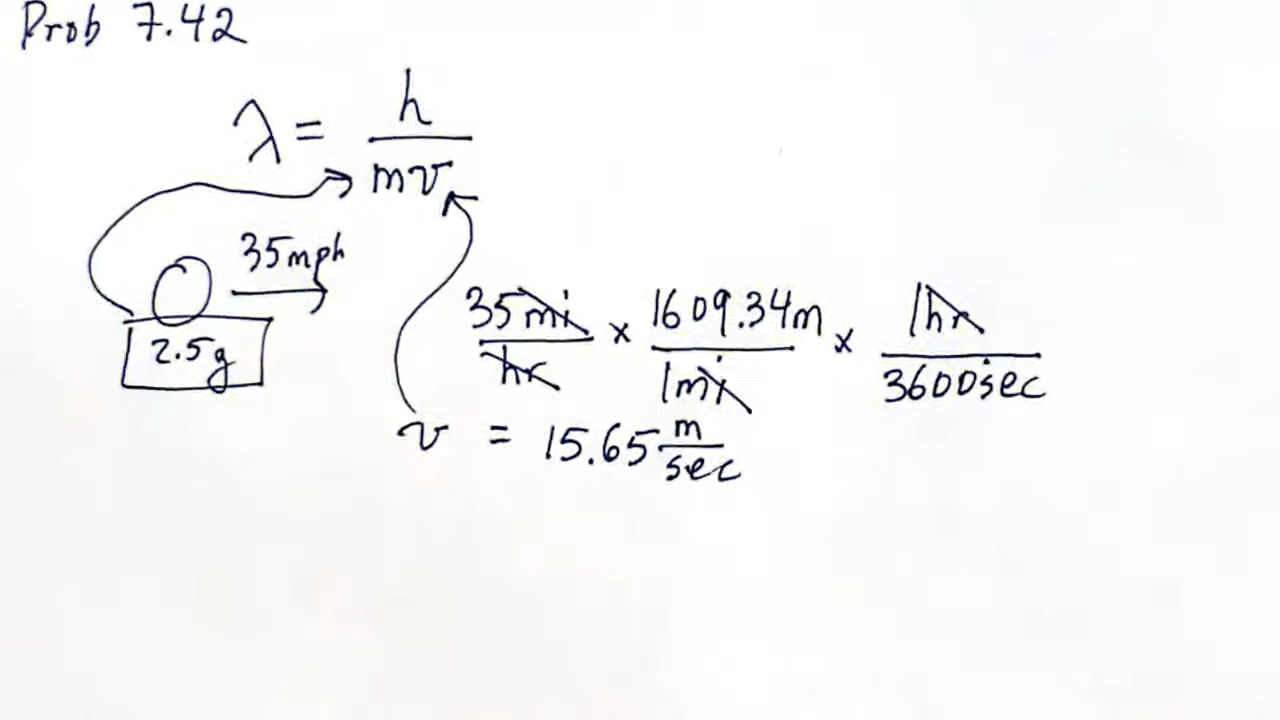 Prob 7.42
λ = h / mv
35mph
2.5g
35mi / hr × 1609.34m / 1mi × 1hr / 3600sec
v = 15.65 m / sec